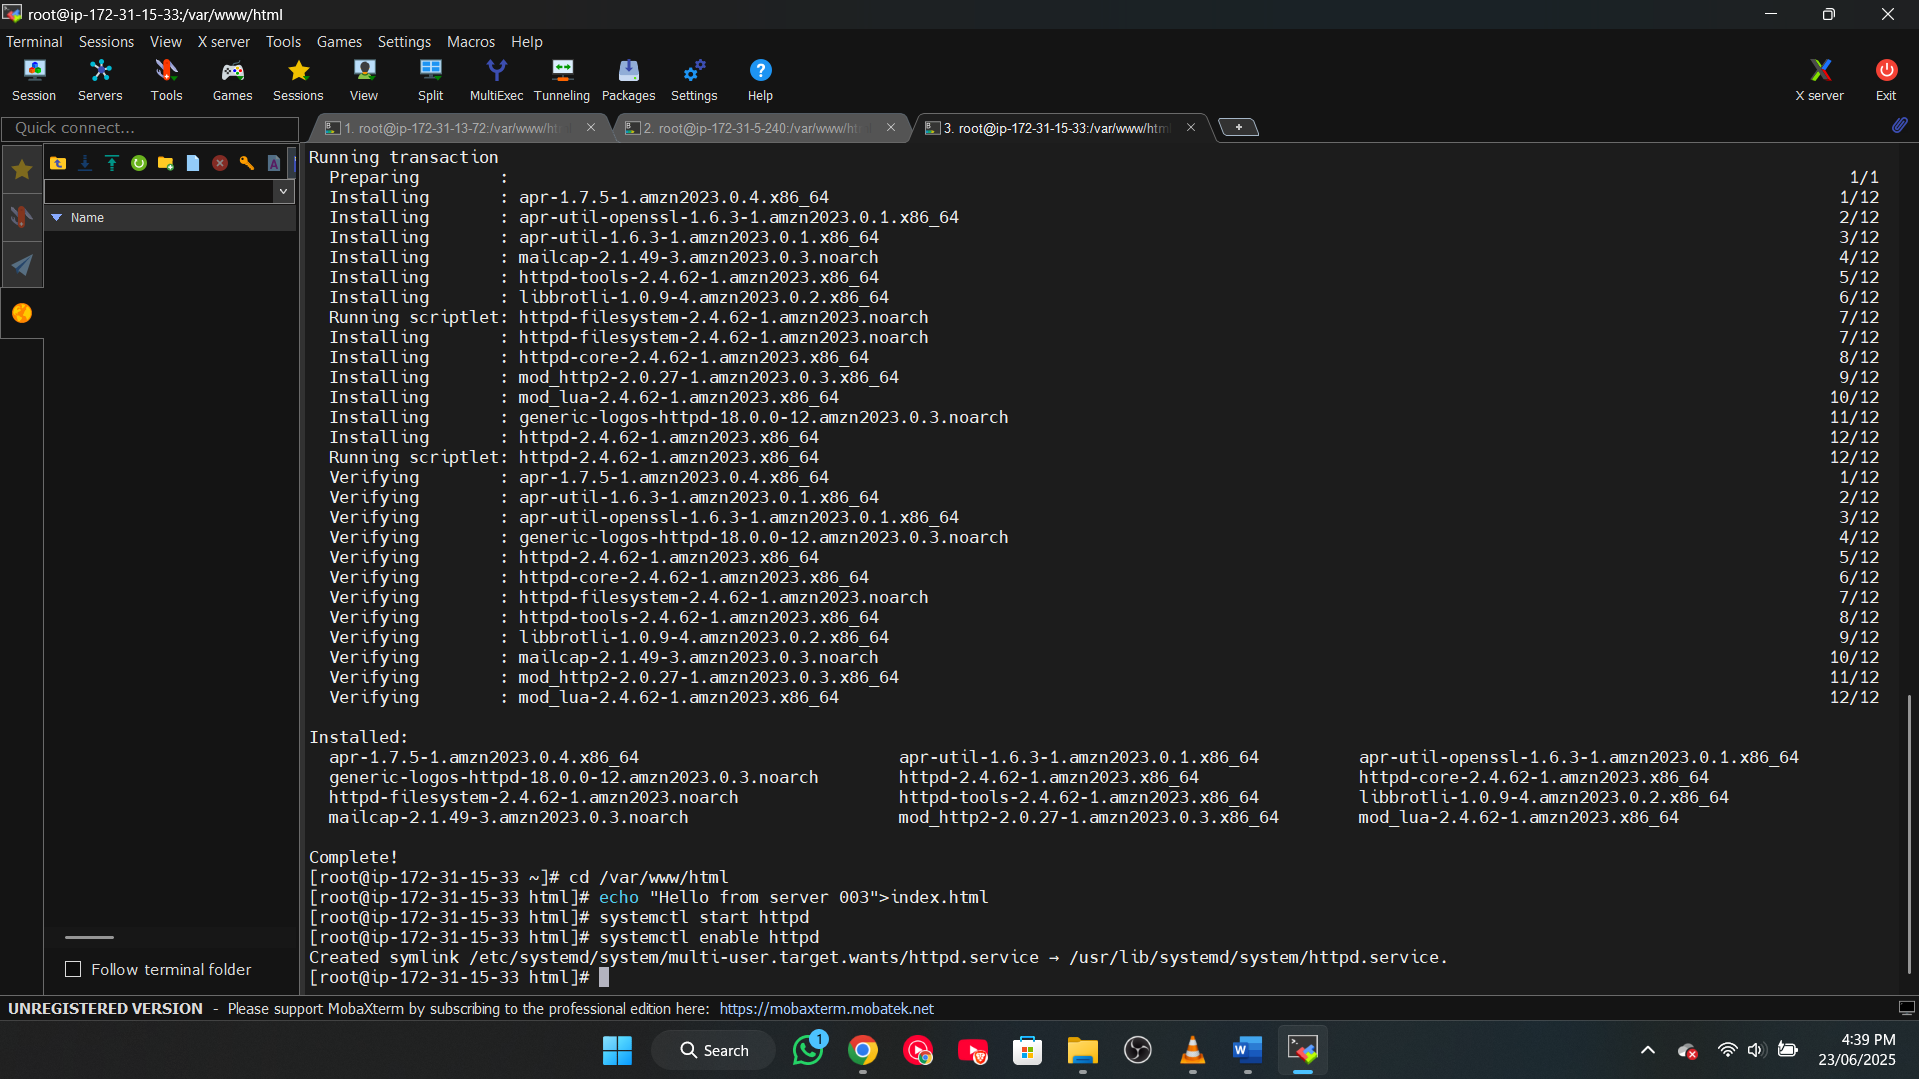 root@ip-172-31-15-33:/var/www/html
Terminal Sessions View X server Tools Games Settings Macros Help
Session Servers Tools Games Sessions View Split MultiExec Tunneling Packages Settings Help X server Exit
Quick connect...
1. root@ip-172-31-13-72:/var/www/htm
2. root@ip-172-31-5-240:/var/www/htm
3. root@ip-172-31-15-33:/var/www/html
Name
Running transaction
Preparing : 1/1
Installing : apr-1.7.5-1.amzn2023.0.4.x86_64 1/12
Installing : apr-util-openssl-1.6.3-1.amzn2023.0.1.x86_64 2/12
Installing : apr-util-1.6.3-1.amzn2023.0.1.x86_64 3/12
Installing : mailcap-2.1.49-3.amzn2023.0.3.noarch 4/12
Installing : httpd-tools-2.4.62-1.amzn2023.x86_64 5/12
Installing : libbrotli-1.0.9-4.amzn2023.0.2.x86_64 6/12
Running scriptlet: httpd-filesystem-2.4.62-1.amzn2023.noarch 7/12
Installing : httpd-filesystem-2.4.62-1.amzn2023.noarch 7/12
Installing : httpd-core-2.4.62-1.amzn2023.x86_64 8/12
Installing : mod_http2-2.0.27-1.amzn2023.0.3.x86_64 9/12
Installing : mod_lua-2.4.62-1.amzn2023.x86_64 10/12
Installing : generic-logos-httpd-18.0.0-12.amzn2023.0.3.noarch 11/12
Installing : httpd-2.4.62-1.amzn2023.x86_64 12/12
Running scriptlet: httpd-2.4.62-1.amzn2023.x86_64 12/12
Verifying : apr-1.7.5-1.amzn2023.0.4.x86_64 1/12
Verifying : apr-util-1.6.3-1.amzn2023.0.1.x86_64 2/12
Verifying : apr-util-openssl-1.6.3-1.amzn2023.0.1.x86_64 3/12
Verifying : generic-logos-httpd-18.0.0-12.amzn2023.0.3.noarch 4/12
Verifying : httpd-2.4.62-1.amzn2023.x86_64 5/12
Verifying : httpd-core-2.4.62-1.amzn2023.x86_64 6/12
Verifying : httpd-filesystem-2.4.62-1.amzn2023.noarch 7/12
Verifying : httpd-tools-2.4.62-1.amzn2023.x86_64 8/12
Verifying : libbrotli-1.0.9-4.amzn2023.0.2.x86_64 9/12
Verifying : mailcap-2.1.49-3.amzn2023.0.3.noarch 10/12
Verifying : mod_http2-2.0.27-1.amzn2023.0.3.x86_64 11/12
Verifying : mod_lua-2.4.62-1.amzn2023.x86_64 12/12
Installed:
apr-1.7.5-1.amzn2023.0.4.x86_64 apr-util-1.6.3-1.amzn2023.0.1.x86_64 apr-util-openssl-1.6.3-1.amzn2023.0.1.x86_64
generic-logos-httpd-18.0.0-12.amzn2023.0.3.noarch httpd-2.4.62-1.amzn2023.x86_64 httpd-core-2.4.62-1.amzn2023.x86_64
httpd-filesystem-2.4.62-1.amzn2023.noarch httpd-tools-2.4.62-1.amzn2023.x86_64 libbrotli-1.0.9-4.amzn2023.0.2.x86_64
mailcap-2.1.49-3.amzn2023.0.3.noarch mod_http2-2.0.27-1.amzn2023.0.3.x86_64 mod_lua-2.4.62-1.amzn2023.x86_64
Complete!
[root@ip-172-31-15-33 ~]# cd /var/www/html
[root@ip-172-31-15-33 html]# echo "Hello from server 003">index.html
[root@ip-172-31-15-33 html]# systemctl start httpd
[root@ip-172-31-15-33 html]# systemctl enable httpd
Created symlink /etc/systemd/system/multi-user.target.wants/httpd.service → /usr/lib/systemd/system/httpd.service.
[root@ip-172-31-15-33 html]#
Follow terminal folder
UNREGISTERED VERSION - Please support MobaXterm by subscribing to the professional edition here: https://mobaxterm.mobatek.net
Search
1
4:39 PM
23/06/2025